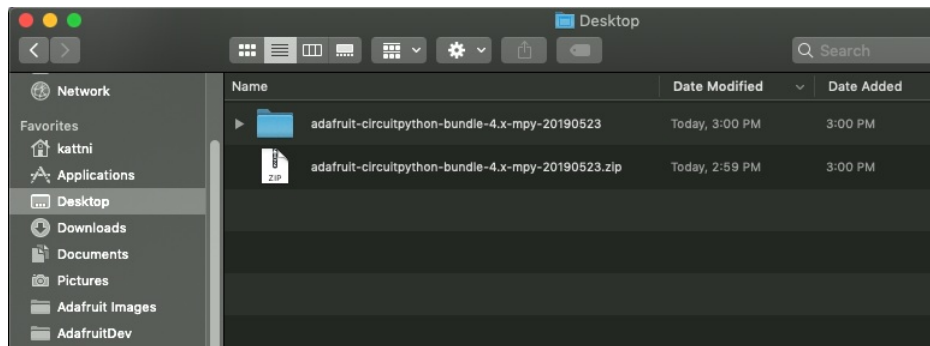 Desktop
Search
Network
Favorites
kattni
Applications
Desktop
Downloads
Documents
Pictures
Adafruit Images
AdafruitDev
Name Date Modified Date Added
adafruit-circuitpython-bundle-4.x-mpy-20190523 Today, 3:00 PM 3:00 PM
ZIP adafruit-circuitpython-bundle-4.x-mpy-20190523.zip Today, 2:59 PM 3:00 PM